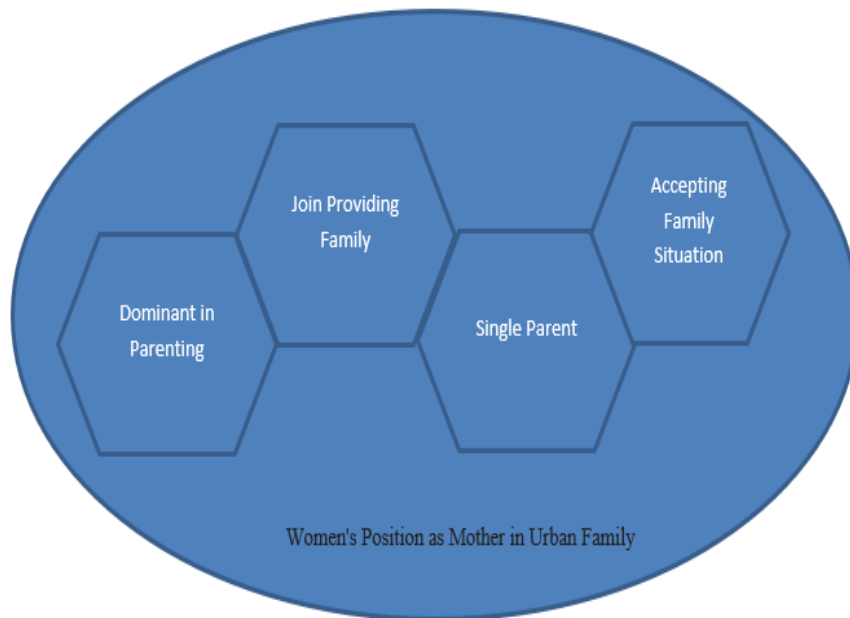 Dominant in
Parenting
Join Providing
Family
Single Parent
Accepting
Family
Situation
Women's Position as Mother in Urban Family